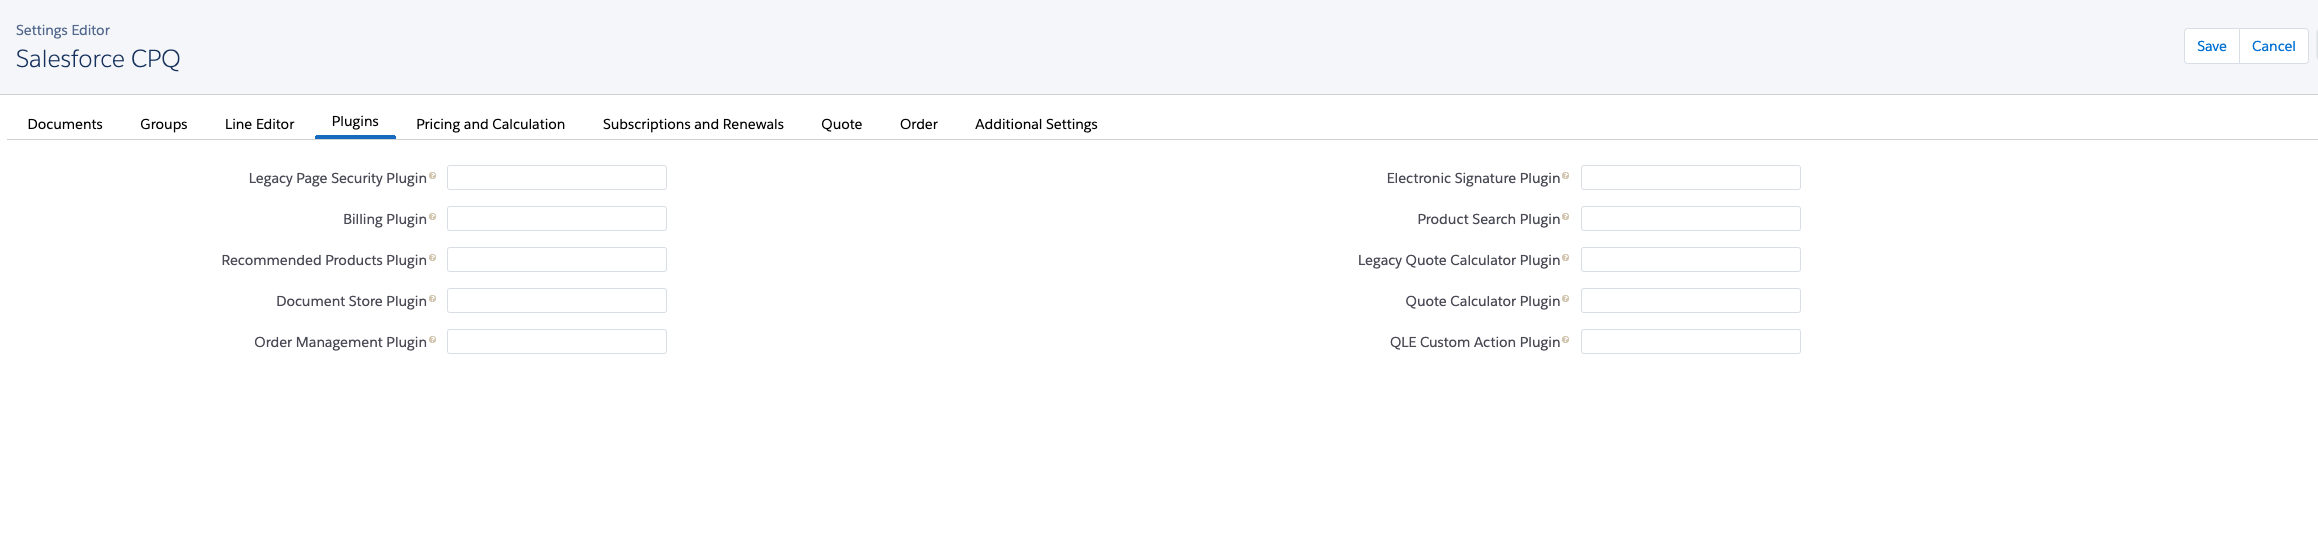 Settings Editor
Salesforce CPQ
Save Cancel
Documents Groups Line Editor Plugins Pricing and Calculation Subscriptions and Renewals Quote Order Additional Settings
Legacy Page Security Plugin
Electronic Signature Plugin
Billing Plugin
Product Search Plugin
Recommended Products Plugin
Legacy Quote Calculator Plugin
Document Store Plugin
Quote Calculator Plugin
Order Management Plugin
QLE Custom Action Plugin